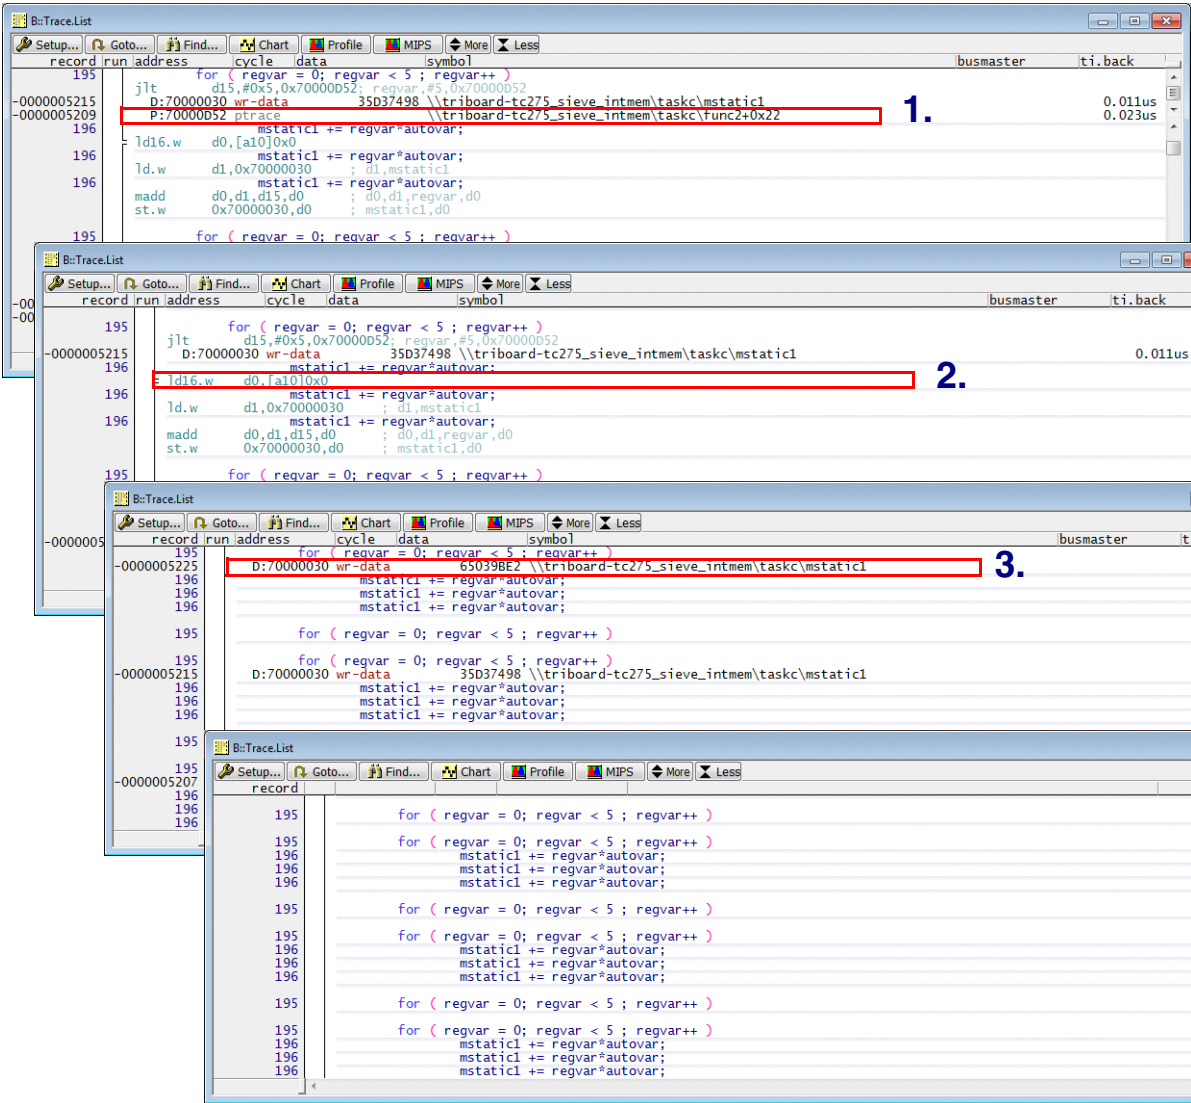 B::Trace.List
Setup... Goto... Find... Chart Profile MIPS More Less
record run address cycle data symbol busmaster ti.back
195 for ( regvar = 0; regvar < 5 ; regvar++ )
jlt d15,#0x5,0x70000D52; regvar,#5,0x70000D52
-0000005215 D:70000030 wr-data 35D37498 \\triboard-tc275_sieve_intmem\taskc\mstatic1 0.011us
-0000005209 P:70000D52 ptrace \\triboard-tc275_sieve_intmem\taskc\func2+0x22 0.023us
1.
196 mstatic1 += regvar*autovar;
ld16.w d0,[a10]0x0
196 mstatic1 += regvar*autovar;
ld.w d1,0x70000030 ; d1,mstatic1
196 mstatic1 += regvar*autovar;
madd d0,d1,d15,d0 ; d0,d1,regvar,d0
st.w 0x70000030,d0 ; mstatic1,d0
195 for ( regvar = 0; regvar < 5 ; regvar++ )
-00
-00
B::Trace.List
Setup... Goto... Find... Chart Profile MIPS More Less
record run address cycle data symbol busmaster ti.back
195 for ( regvar = 0; regvar < 5 ; regvar++ )
jlt d15,#0x5,0x70000D52; regvar,#5,0x70000D52
-0000005215 D:70000030 wr-data 35D37498 \\triboard-tc275_sieve_intmem\taskc\mstatic1 0.011us
196 mstatic1 += regvar*autovar;
ld16.w d0,[a10]0x0
2.
196 mstatic1 += regvar*autovar;
ld.w d1,0x70000030 ; d1,mstatic1
196 mstatic1 += regvar*autovar;
madd d0,d1,d15,d0 ; d0,d1,regvar,d0
st.w 0x70000030,d0 ; mstatic1,d0
195 for ( regvar = 0; regvar < 5 ; regvar++ )
-0000005
B::Trace.List
Setup... Goto... Find... Chart Profile MIPS More Less
record run address cycle data symbol busmaster t
195 for ( regvar = 0; regvar < 5 ; regvar++ )
-0000005225 D:70000030 wr-data 65039BE2 \\triboard-tc275_sieve_intmem\taskc\mstatic1
3.
196 mstatic1 += regvar*autovar;
196 mstatic1 += regvar*autovar;
196 mstatic1 += regvar*autovar;
195 for ( regvar = 0; regvar < 5 ; regvar++ )
195 for ( regvar = 0; regvar < 5 ; regvar++ )
-0000005215 D:70000030 wr-data 35D37498 \\triboard-tc275_sieve_intmem\taskc\mstatic1
196 mstatic1 += regvar*autovar;
196 mstatic1 += regvar*autovar;
196 mstatic1 += regvar*autovar;
195
195
-0000005207
196
196
196
B::Trace.List
Setup... Goto... Find... Chart Profile MIPS More Less
record
195 for ( regvar = 0; regvar < 5 ; regvar++ )
195 for ( regvar = 0; regvar < 5 ; regvar++ )
196 mstatic1 += regvar*autovar;
196 mstatic1 += regvar*autovar;
196 mstatic1 += regvar*autovar;
195 for ( regvar = 0; regvar < 5 ; regvar++ )
195 for ( regvar = 0; regvar < 5 ; regvar++ )
196 mstatic1 += regvar*autovar;
196 mstatic1 += regvar*autovar;
196 mstatic1 += regvar*autovar;
195 for ( regvar = 0; regvar < 5 ; regvar++ )
195 for ( regvar = 0; regvar < 5 ; regvar++ )
196 mstatic1 += regvar*autovar;
196 mstatic1 += regvar*autovar;
196 mstatic1 += regvar*autovar;